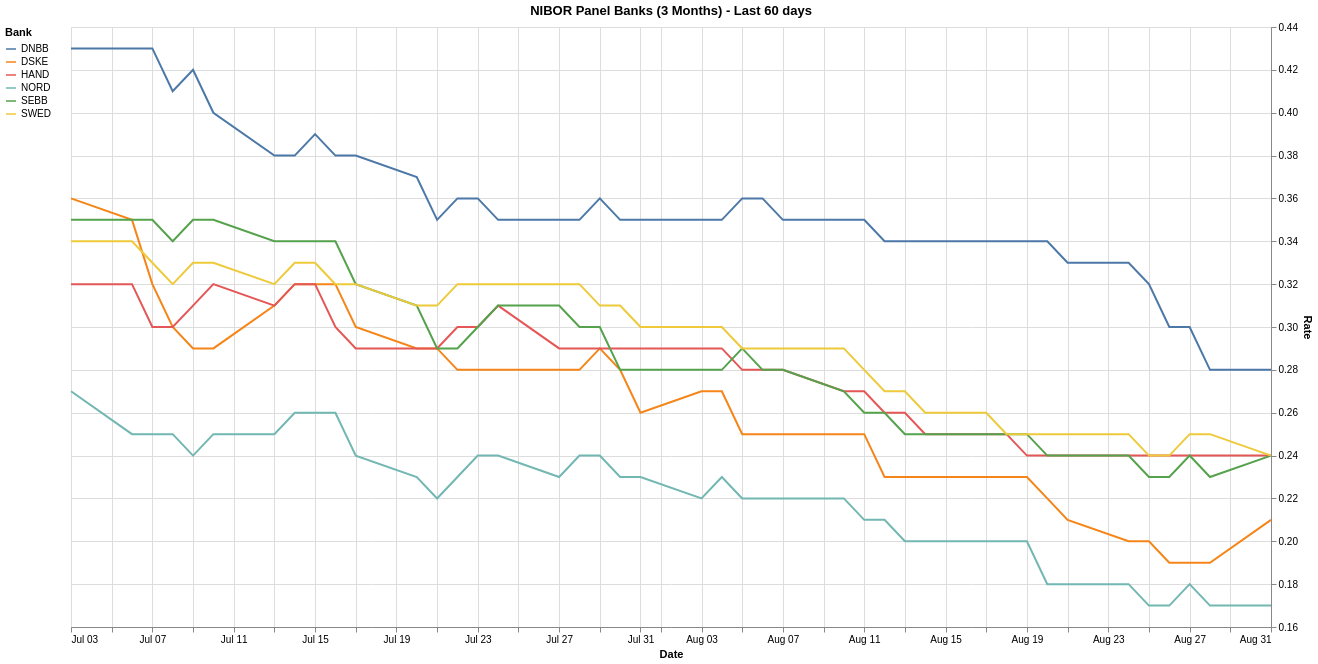 NIBOR Panel Banks (3 Months) - Last 60 days
Bank
DNBB
DSKE
HAND
NORD
SEBB
SWED
0.44
0.42
0.40
0.38
0.36
0.34
0.32
0.30
0.28
0.26
0.24
0.22
0.20
0.18
0.16
Rate
Jul 03 Jul 07 Jul 11 Jul 15 Jul 19 Jul 23 Jul 27 Jul 31 Aug 03 Aug 07 Aug 11 Aug 15 Aug 19 Aug 23 Aug 27 Aug 31
Date